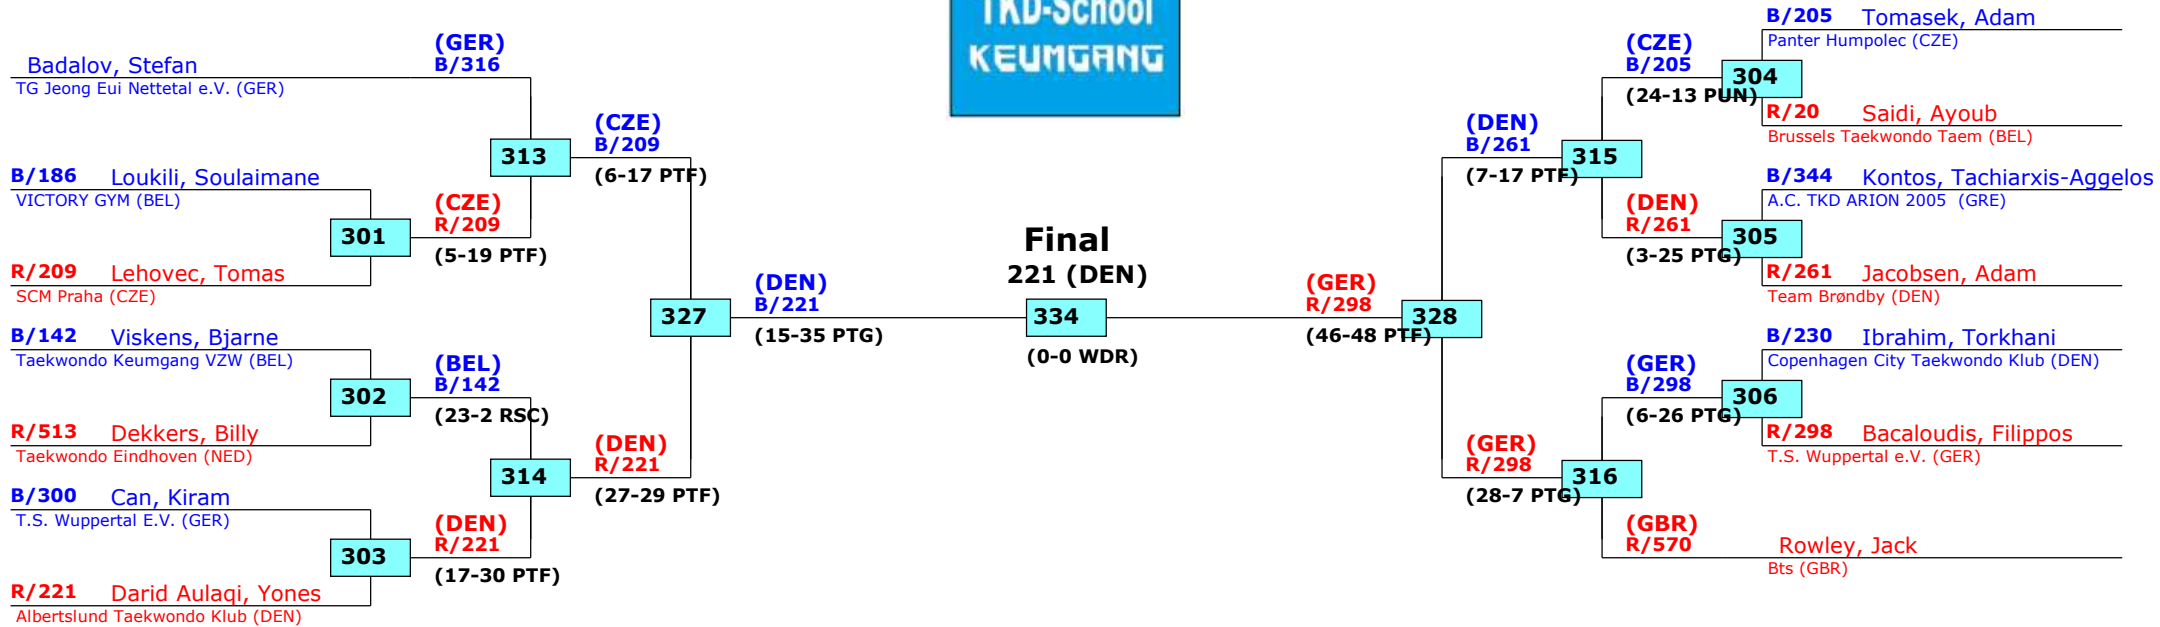 TKD-School
KEUMGANG
(GER)
B/316
Badalov, Stefan
TG Jeong Eui Nettetal e.V. (GER)
313
(CZE)
B/209
(6-17 PTF)
B/186 Loukili, Soulaimane
VICTORY GYM (BEL)
301
(CZE)
R/209
(5-19 PTF)
R/209 Lehovec, Tomas
SCM Praha (CZE)
327
(DEN)
B/221
(15-35 PTG)
B/142 Viskens, Bjarne
Taekwondo Keumgang VZW (BEL)
302
(BEL)
B/142
(23-2 RSC)
R/513 Dekkers, Billy
Taekwondo Eindhoven (NED)
314
(DEN)
R/221
(27-29 PTF)
B/300 Can, Kiram
T.S. Wuppertal E.V. (GER)
303
(DEN)
R/221
(17-30 PTF)
R/221 Darid Aulaqi, Yones
Albertslund Taekwondo Klub (DEN)
Final
221 (DEN)
334
(0-0 WDR)
(GER)
R/298
(46-48 PTF)
328
(DEN)
B/261
(7-17 PTF)
315
(CZE)
B/205
(24-13 PUN)
304
B/205 Tomasek, Adam
Panter Humpolec (CZE)
R/20 Saidi, Ayoub
Brussels Taekwondo Taem (BEL)
(DEN)
R/261
(3-25 PTG)
305
B/344 Kontos, Tachiarxis-Aggelos
A.C. TKD ARION 2005 (GRE)
R/261 Jacobsen, Adam
Team Brøndby (DEN)
(GER)
R/298
(28-7 PTG)
316
(GER)
B/298
(6-26 PTG)
306
B/230 Ibrahim, Torkhani
Copenhagen City Taekwondo Klub (DEN)
R/298 Bacaloudis, Filippos
T.S. Wuppertal e.V. (GER)
(GBR)
R/570
Rowley, Jack
Bts (GBR)